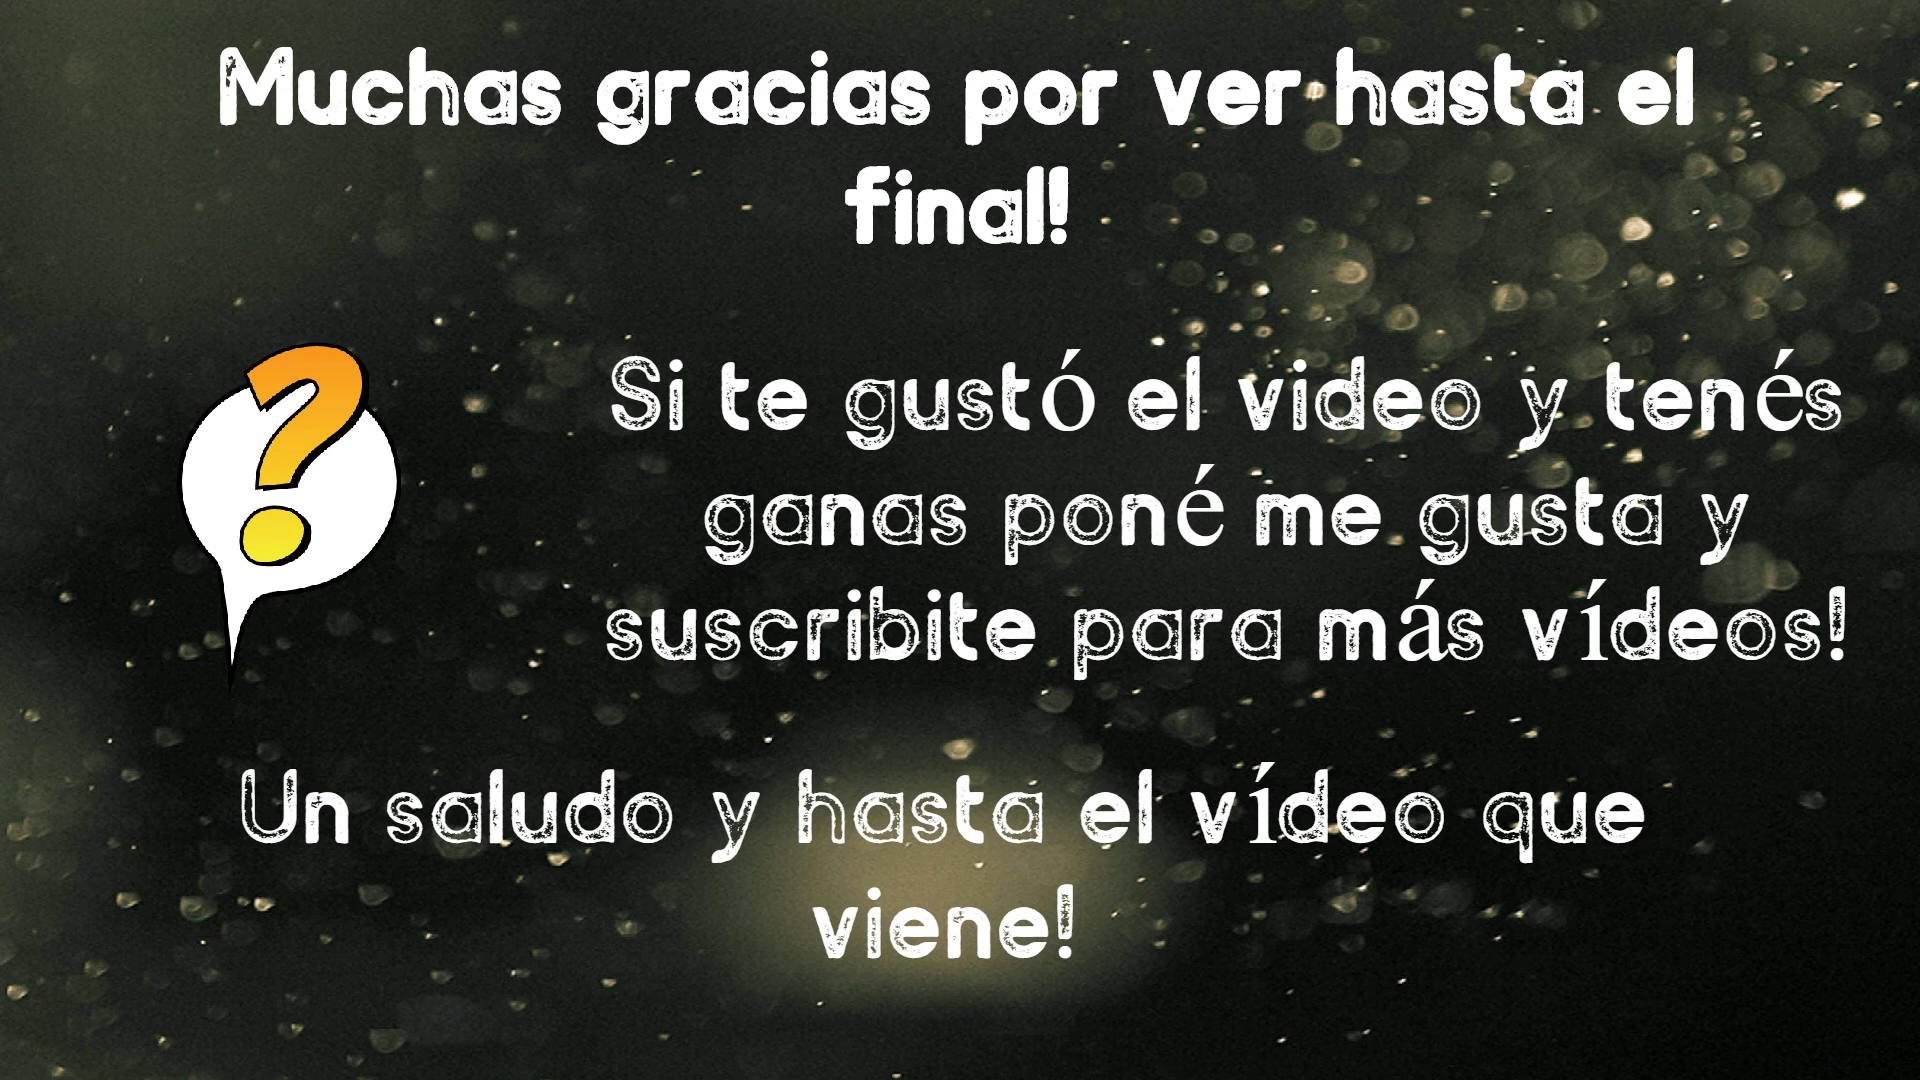 Muchas gracias por ver hasta el
final!
Si te gustó el video y tenés
ganas poné me gusta y
suscribite para más vídeos!
Un saludo y hasta el vídeo que
viene!